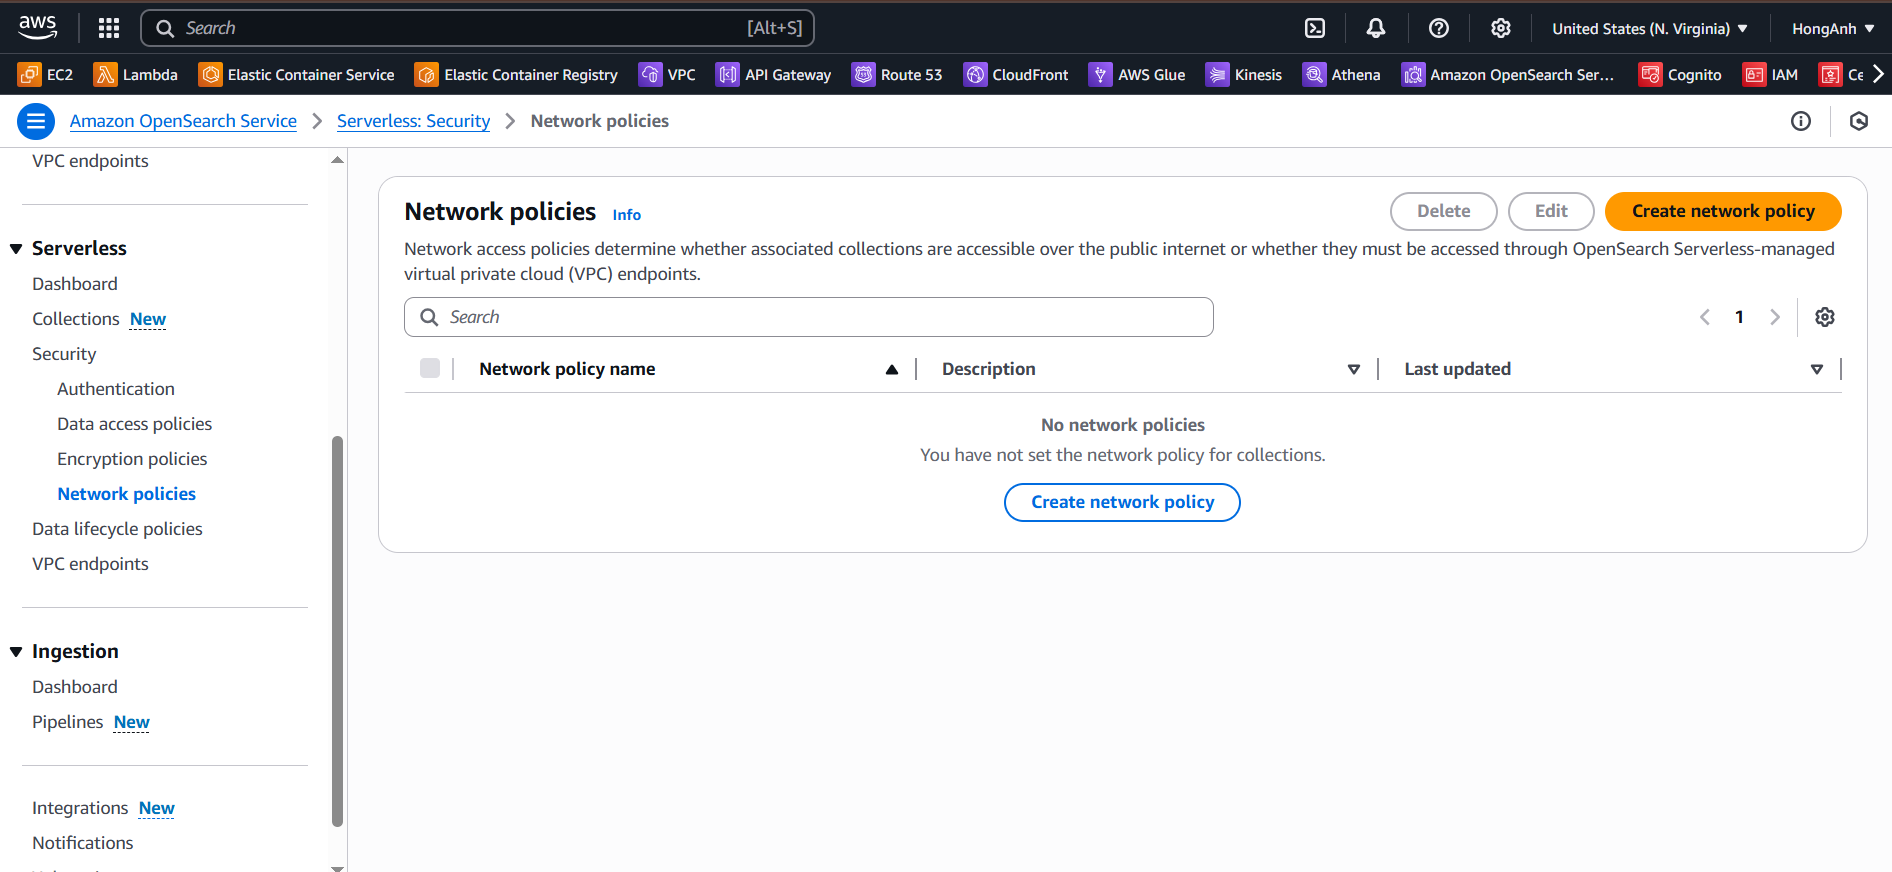 aws
Search
[Alt+S]
United States (N. Virginia)
HongAnh
EC2
Lambda
Elastic Container Service
Elastic Container Registry
VPC
API Gateway
Route 53
CloudFront
AWS Glue
Kinesis
Athena
Amazon OpenSearch Ser...
Cognito
IAM
Ce
Amazon OpenSearch Service
Serverless: Security
Network policies
VPC endpoints
Serverless
Dashboard
Collections New
Security
Authentication
Data access policies
Encryption policies
Network policies
Data lifecycle policies
VPC endpoints
Ingestion
Dashboard
Pipelines New
Integrations New
Notifications
Network policies Info
Delete
Edit
Create network policy
Network access policies determine whether associated collections are accessible over the public internet or whether they must be accessed through OpenSearch Serverless-managed
virtual private cloud (VPC) endpoints.
Search
1
Network policy name
Description
Last updated
No network policies
You have not set the network policy for collections.
Create network policy